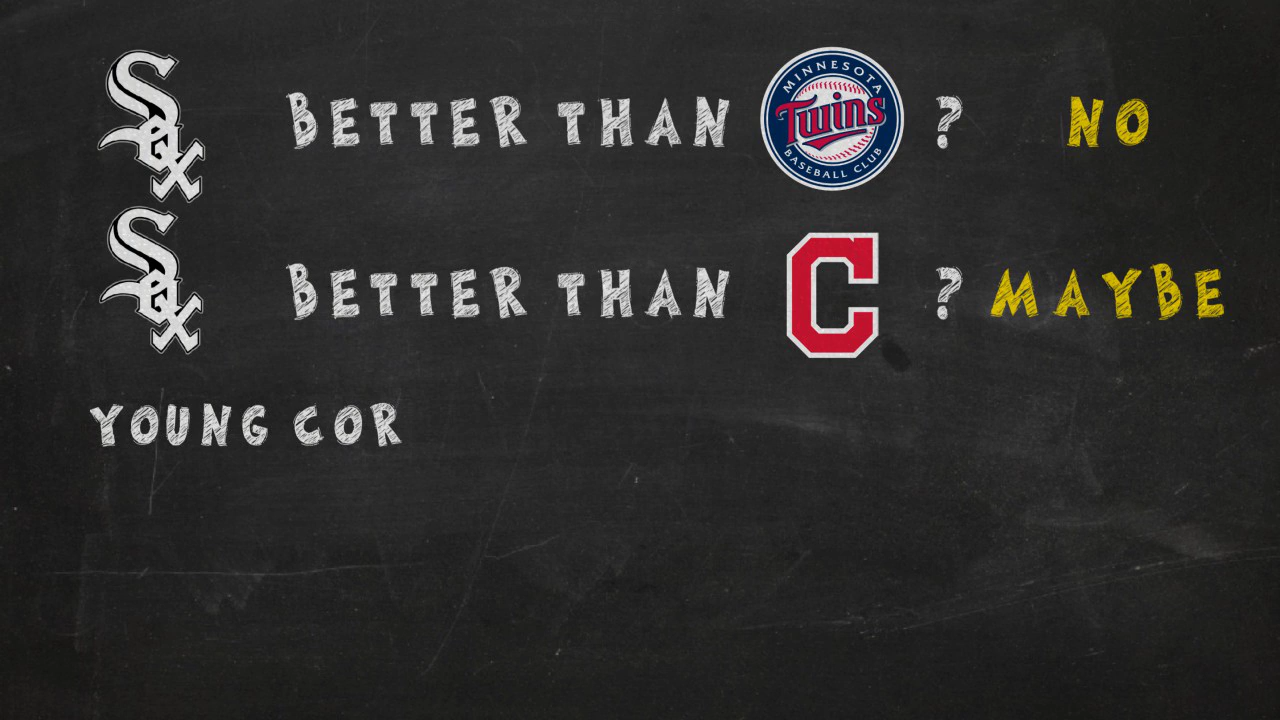 Sox BETTER THAN MINNESOTA Twins BASEBALL CLUB ? NO
Sox BETTER THAN C ? MAYBE
YOUNG COR